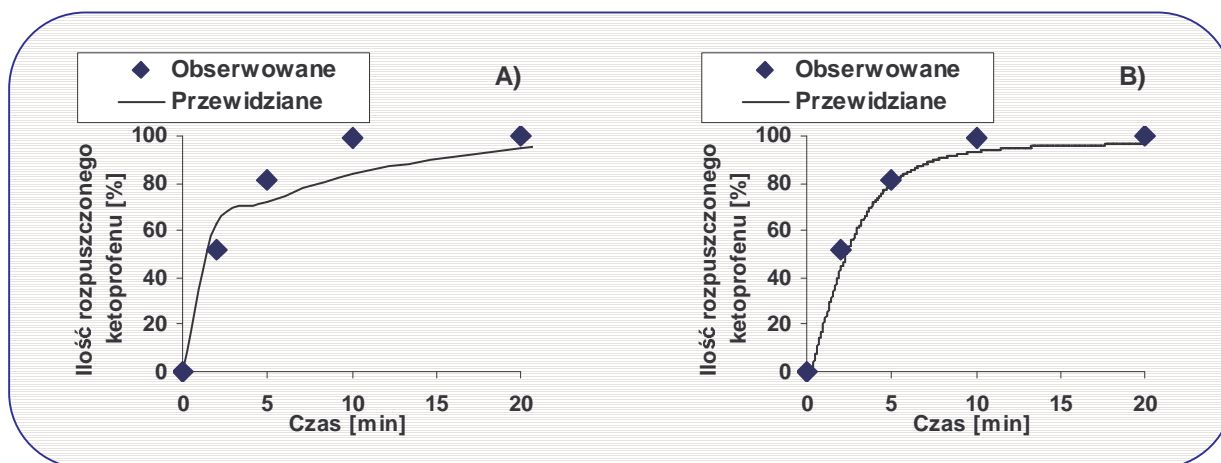 Obserwowane
Przewidziane
A)
Ilość rozpuszczonego
ketoprofenu [%]
100
80
60
40
20
0
0 5 10 15 20
Czas [min]
Obserwowane
Przewidziane
B)
Ilość rozpuszczonego
ketoprofenu [%]
100
80
60
40
20
0
0 5 10 15 20
Czas [min]